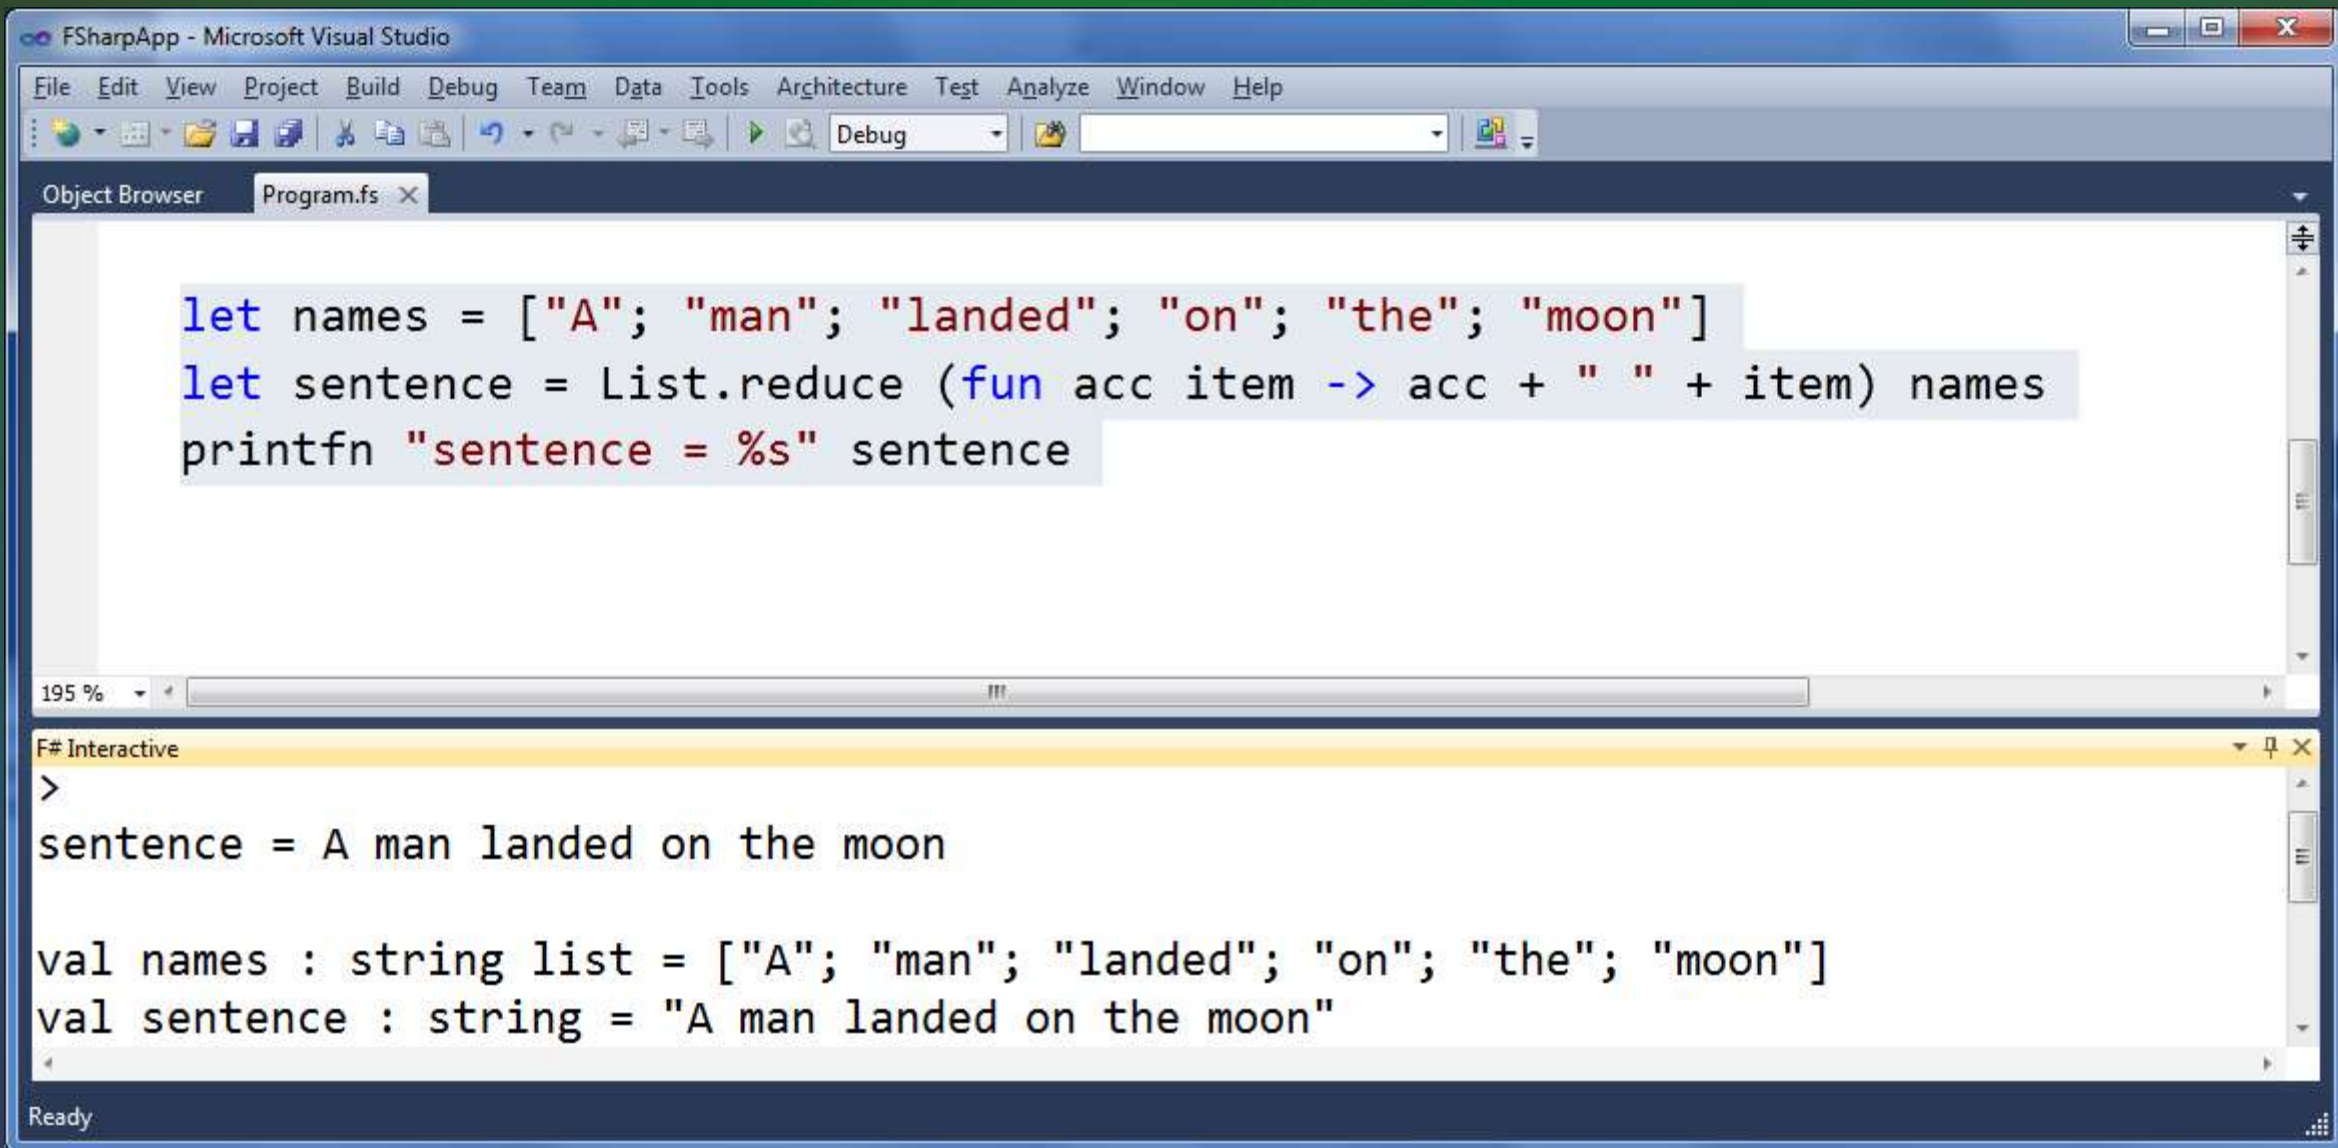 FSharpApp - Microsoft Visual Studio
File Edit View Project Build Debug Team Data Tools Architecture Test Analyze Window Help
Debug
Object Browser Program.fs
let names = ["A"; "man"; "landed"; "on"; "the"; "moon"]
let sentence = List.reduce (fun acc item -> acc + " " + item) names
printfn "sentence = %s" sentence
195 %
F# Interactive
>
sentence = A man landed on the moon
val names : string list = ["A"; "man"; "landed"; "on"; "the"; "moon"]
val sentence : string = "A man landed on the moon"
Ready